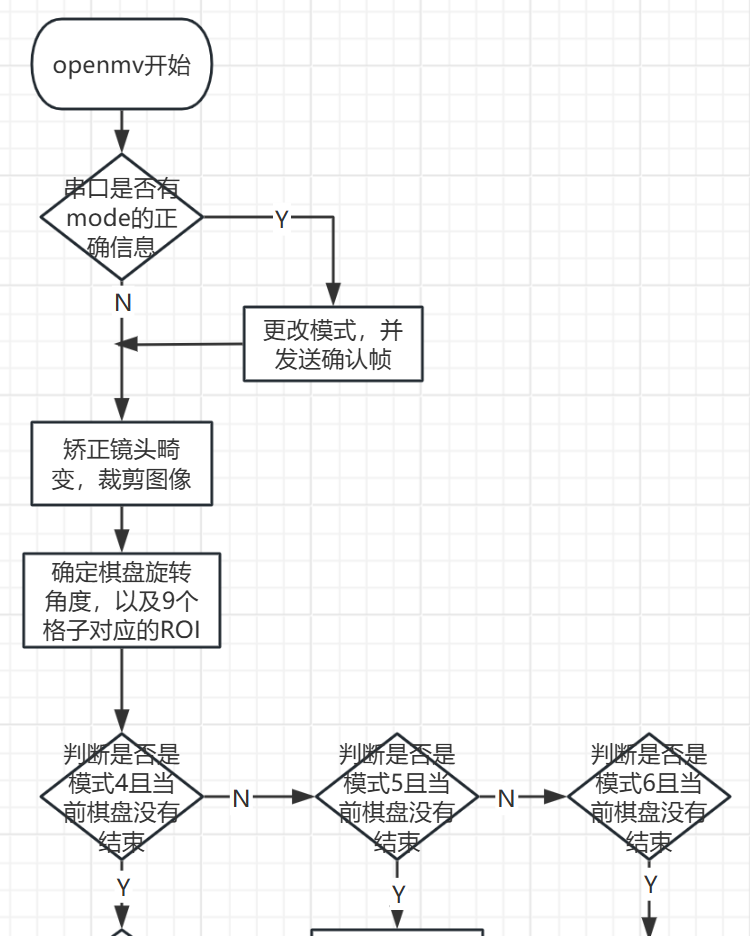 openmv开始
串口是否有
mode的正
确信息
Y
N
更改模式，并
发送确认帧
矫正镜头畸
变，裁剪图像
确定棋盘旋转
角度，以及9个
格子对应的ROI
判断是否是
模式4且当
前棋盘没有
结束
N
判断是否是
模式5且当
前棋盘没有
结束
N
判断是否是
模式6且当
前棋盘没有
结束
Y
Y
Y